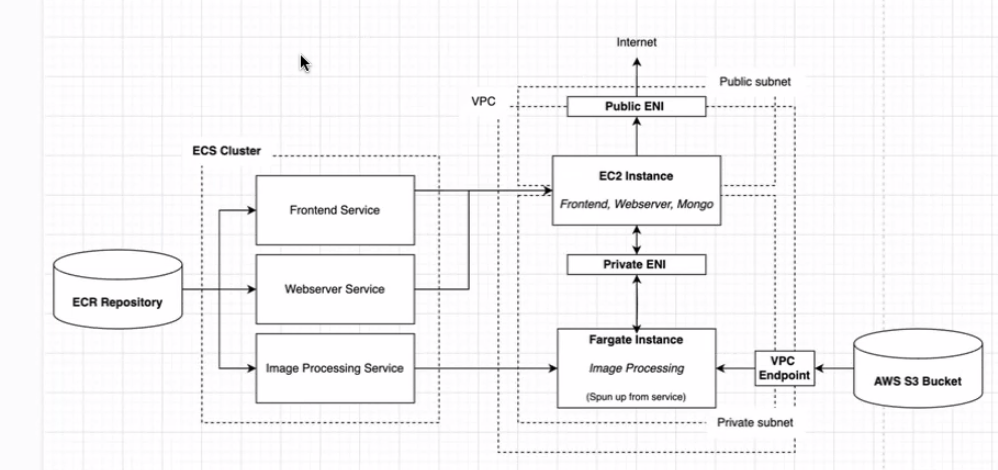 Internet
Public subnet
VPC
Public ENI
ECS Cluster
EC2 Instance
Frontend, Webserver, Mongo
Frontend Service
Private ENI
ECR Repository
Webserver Service
Fargate Instance
Image Processing
(Spun up from service)
Image Processing Service
VPC
Endpoint
AWS S3 Bucket
Private subnet